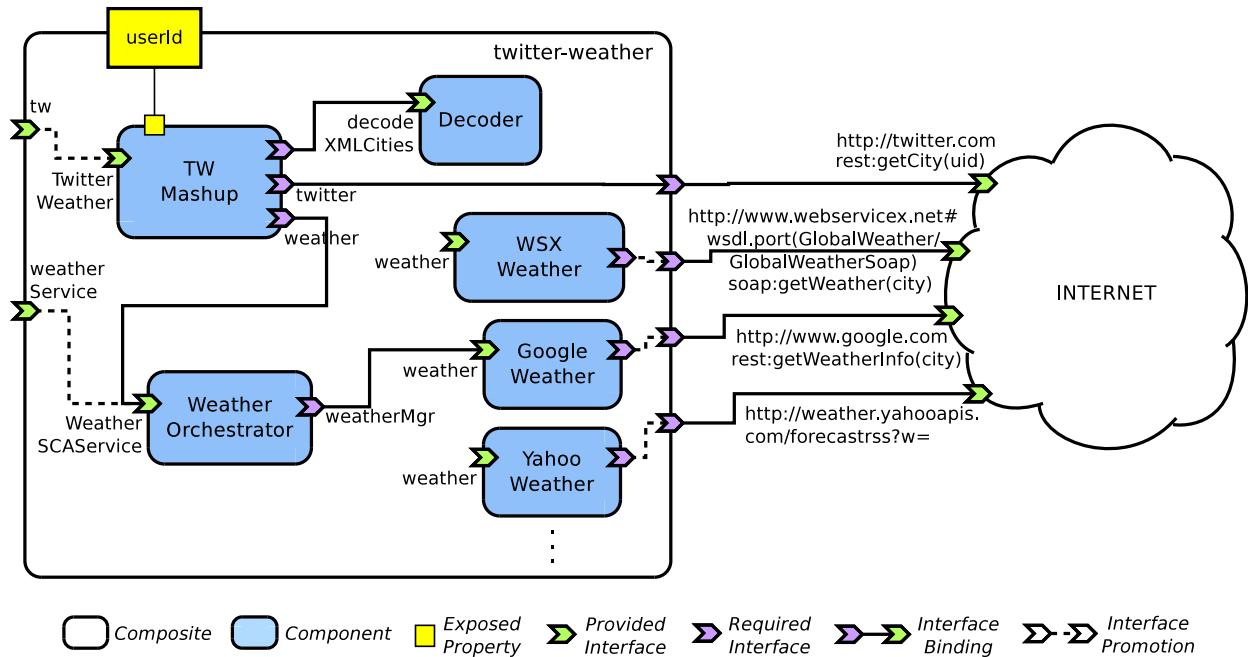 userId
twitter-weather
tw
decode
XMLCities
Decoder
TW
Mashup
Twitter
Weather
twitter
weather
http://twitter.com
rest:getCity(uid)
weather
WSX
Weather
http://www.webservicex.net#
wsdl.port(GlobalWeather/
GlobalWeatherSoap)
soap:getWeather(city)
INTERNET
weather
Service
weather
Google
Weather
http://www.google.com
rest:getWeatherInfo(city)
Weather
SCAService
Weather
Orchestrator
weatherMgr
http://weather.yahooapis.
com/forecastrss?w=
weather
Yahoo
Weather
Composite
Component
Exposed
Property
Provided
Interface
Required
Interface
Interface
Binding
Interface
Promotion